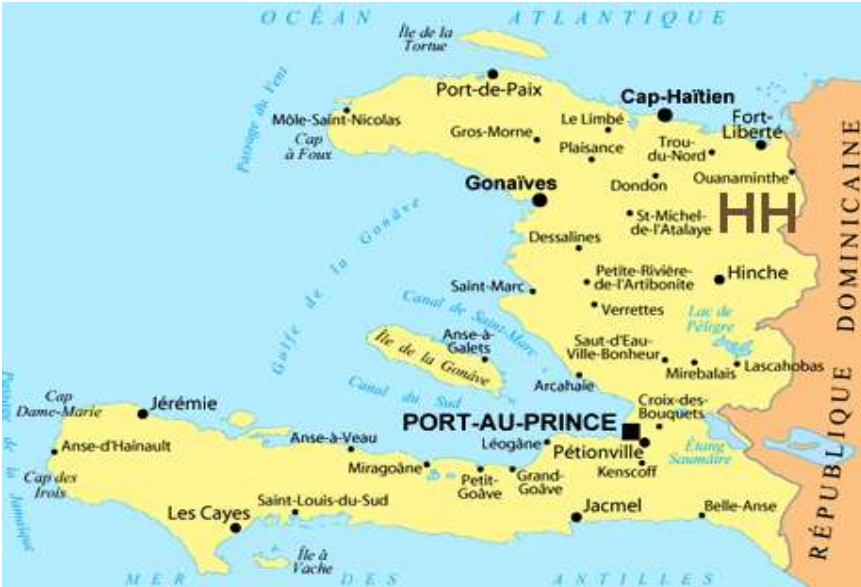 OCÉAN ATLANTIQUE
Île de la
Tortue
Passage du Vent
Port-de-Paix
Cap-Haïtien
Môle-Saint-Nicolas
Cap
à Foux
Gros-Morne
Le Limbé
Plaisance
Fort-
Liberté
Trou-
du-Nord
Ouanaminthe
Dondon
Gonaïves
St-Michel-
de-l'Atalaye
HH
Dessalines
Golfe de la Gonâve
Petite-Rivière-
de-l'Artibonite
Hinche
Saint-Marc
Verrettes
Canal de Saint-Marc
Lac de
Pèlegre
Anse-à-
Galets
Île de la Gonâve
Saut-d'Eau-
Ville-Bonheur
Mirebalais
Lascahobas
Arcahaie
Canal du Sud
Croix-des-
Bouquets
PORT-AU-PRINCE
Cap
Dame-Marie
Jérémie
Anse-d'Hainault
Anse-à-Veau
Léogâne
Pétionville
Étang
Saumâtre
Kenscoff
Miragoâne
Petit-
Goâve
Grand-
Goâve
Cap des
Irois
Passage de la Jamaïque
Les Cayes
Saint-Louis-du-Sud
Jacmel
Belle-Anse
Île à
Vache
RÉPUBLIQUE DOMINICAINE
MER DES ANTILLES